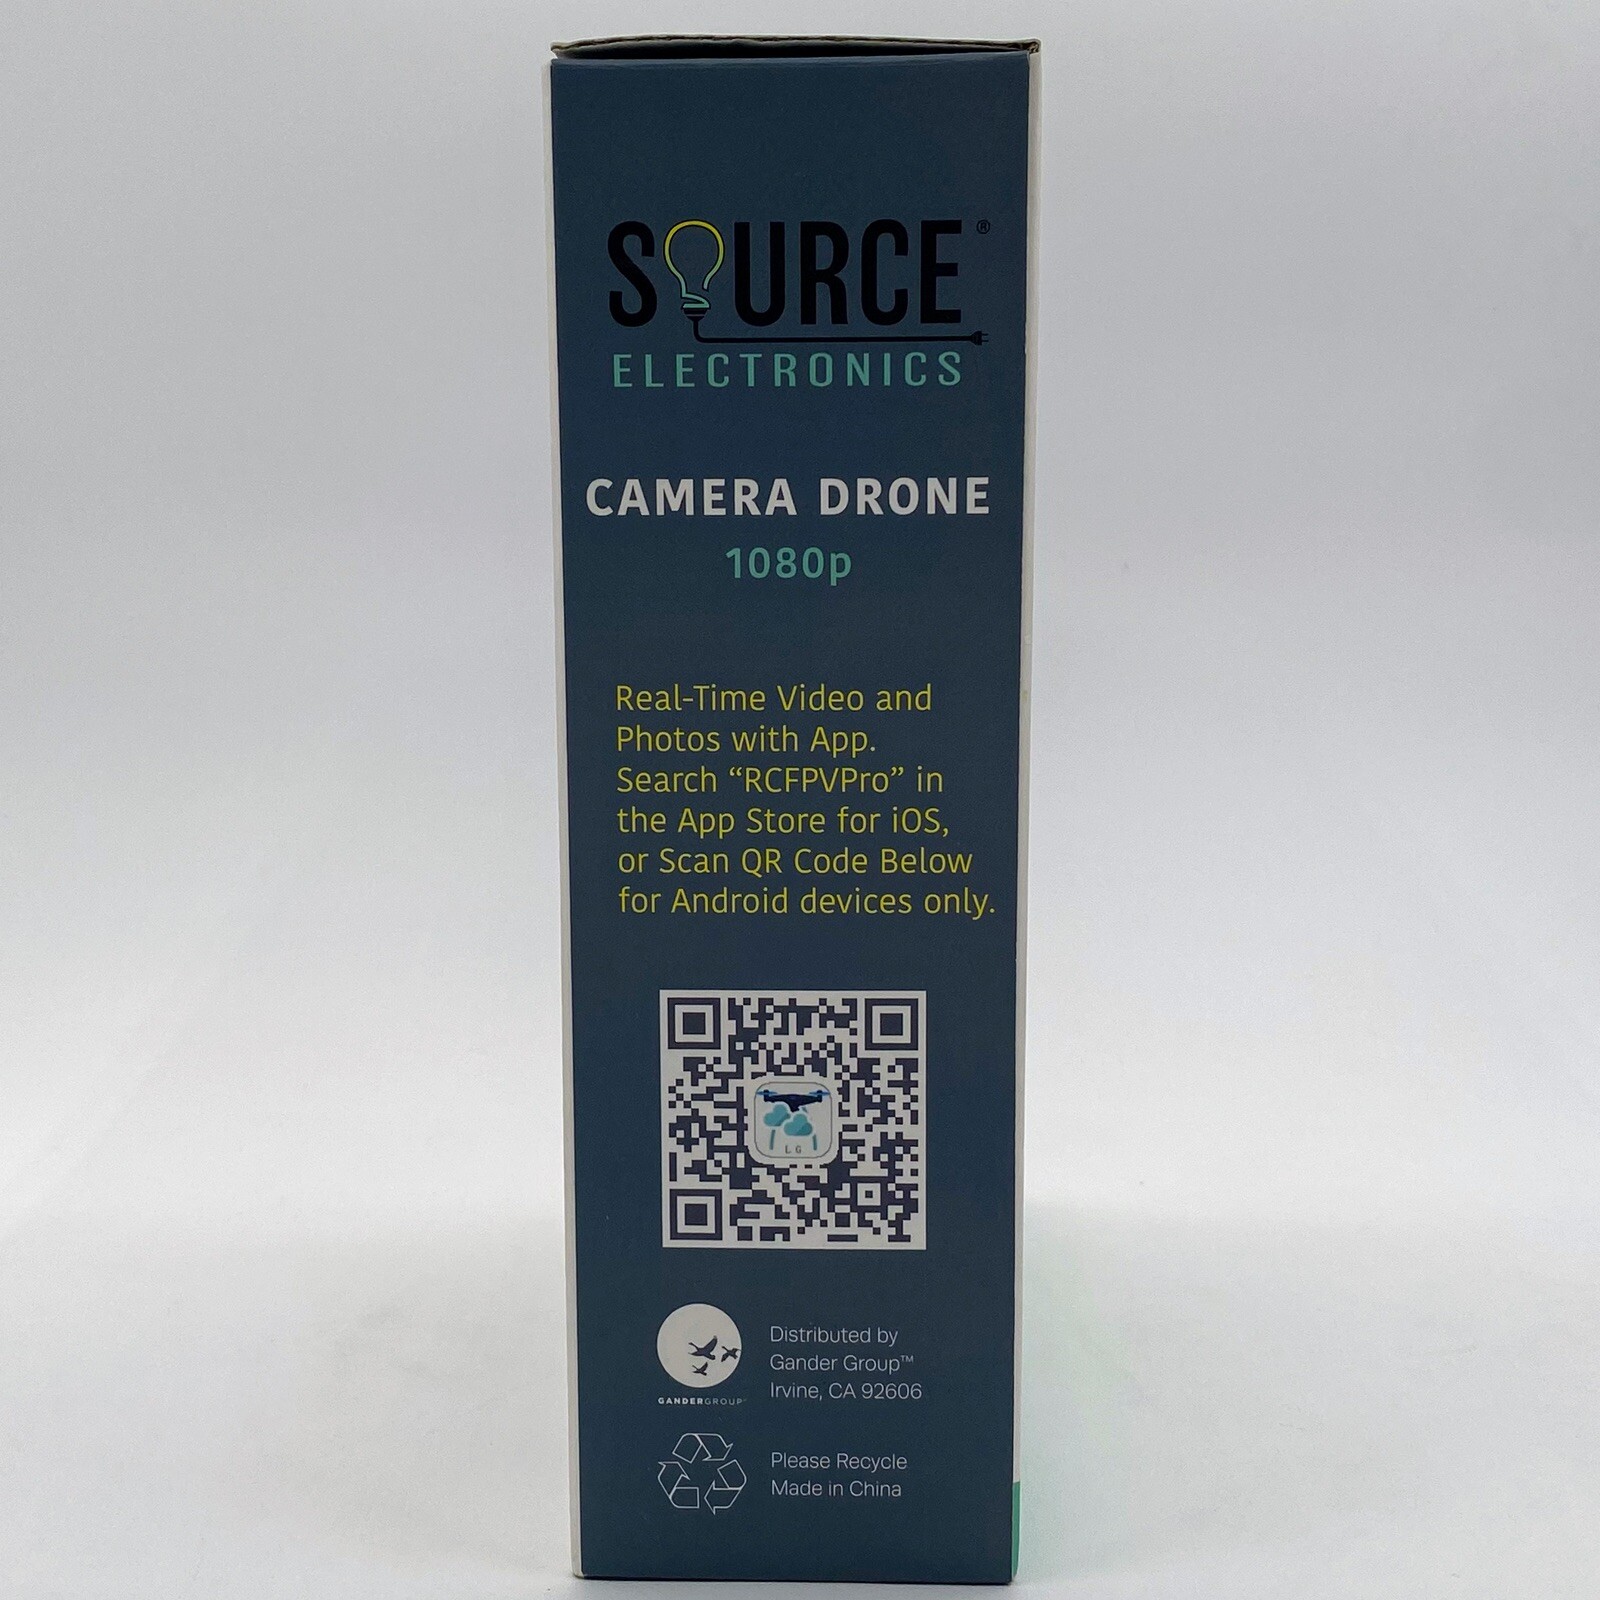 SOURCE®
ELECTRONICS
CAMERA DRONE
1080p
Real-Time Video and
Photos with App.
Search “RCFPVPro” in
the App Store for iOS,
or Scan QR Code Below
for Android devices only.
LG
Distributed by
Gander Group™
Irvine, CA 92606
GANDERGROUP
Please Recycle
Made in China